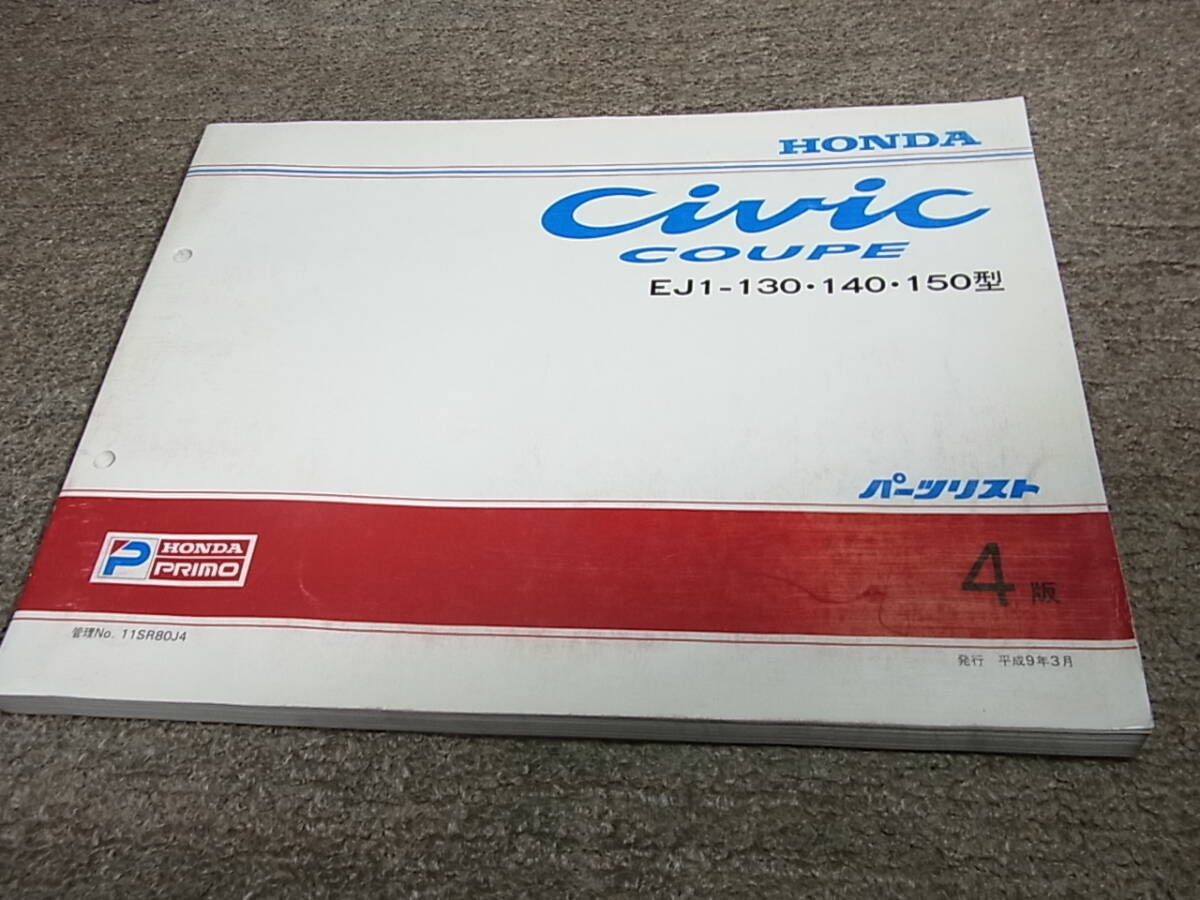 HONDA
Civic
COUPE
EJ1-130・140・150型
パーツリスト
P HONDA
PRIMO
4版
管理No. 11SR80J4
発行 平成9年3月